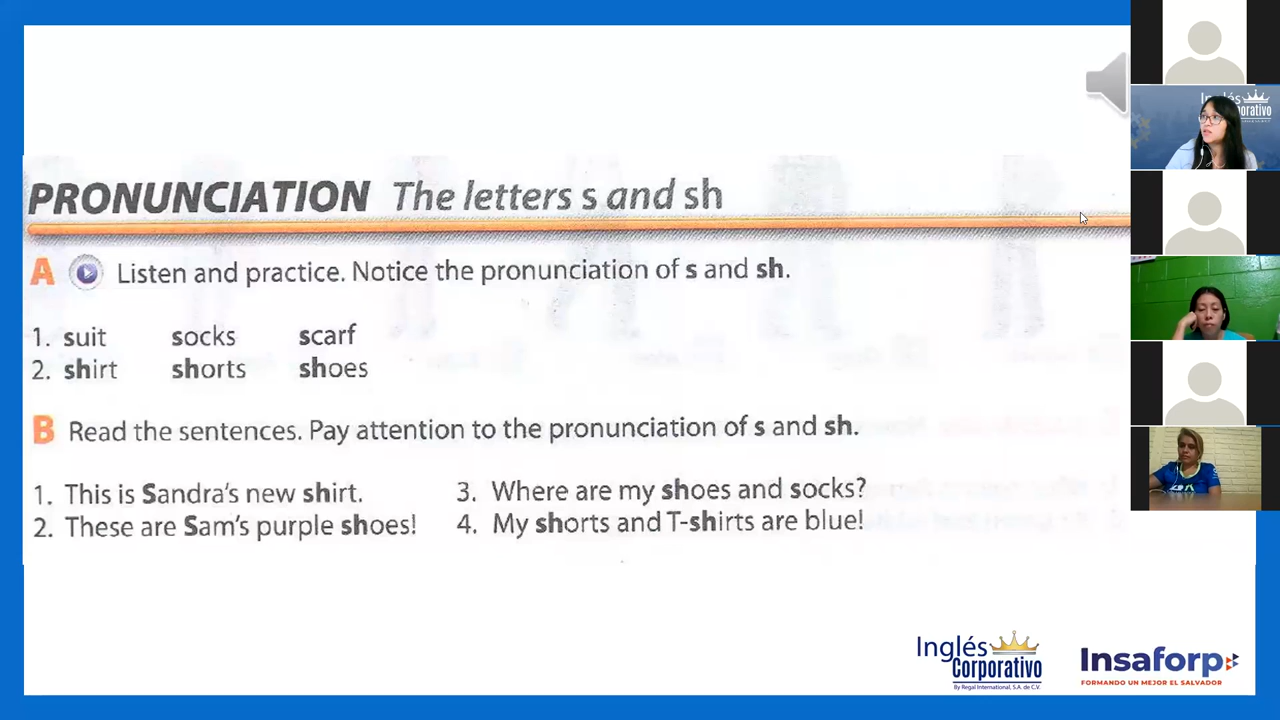 PRONUNCIATION The letters s and sh
A Listen and practice. Notice the pronunciation of s and sh.
1. suit socks scarf
2. shirt shorts shoes
B Read the sentences. Pay attention to the pronunciation of s and sh.
1. This is Sandra's new shirt.
2. These are Sam's purple shoes!
3. Where are my shoes and socks?
4. My shorts and T-shirts are blue!
Inglés
Corporativo
By Regal International, S.A. de C.V.
Insaforp
FORMANDO UN MEJOR EL SALVADOR
Inglés
Corporativo